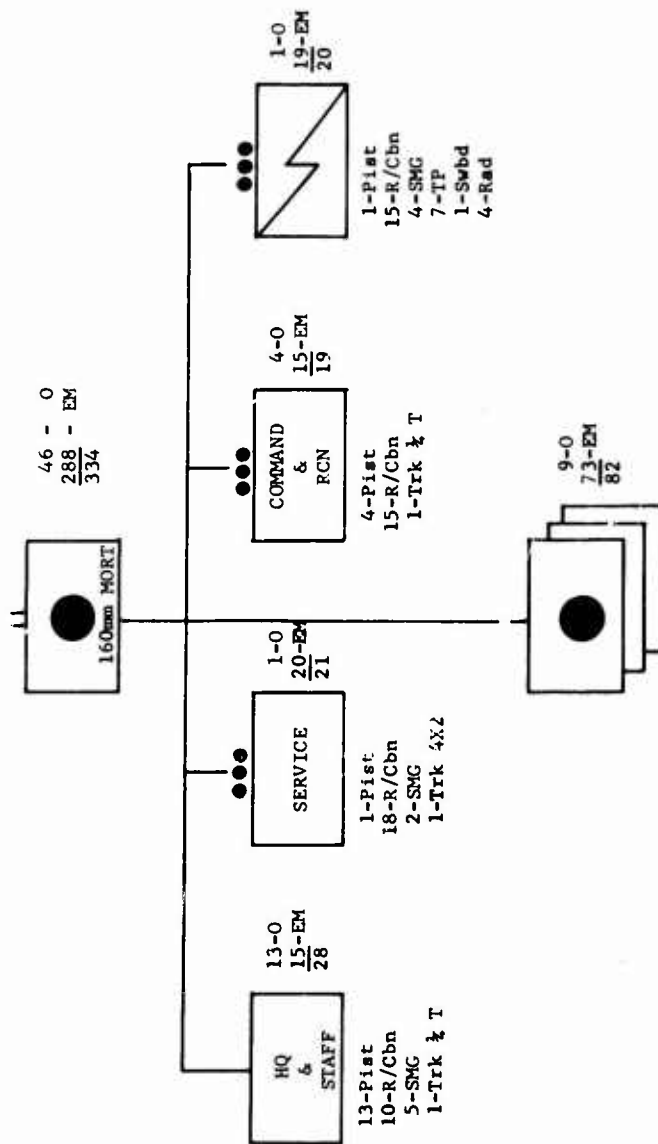 46 - O
288 - EM
334
160mm MORT
13-O
15-EM
28
HQ
&
STAFF
13-Pist
10-R/Cbn
5-SMG
1-Trk ¾ T
1-O
20-EM
21
SERVICE
1-Pist
18-R/Cbn
2-SMG
1-Trk 4X2
4-O
15-EM
19
COMMAND
&
RCN
4-Pist
15-R/Cbn
1-Trk ¾ T
1-O
19-EM
20
1-Pist
15-R/Cbn
4-SMG
7-TP
1-Swbd
4-Rad
9-O
73-EM
82